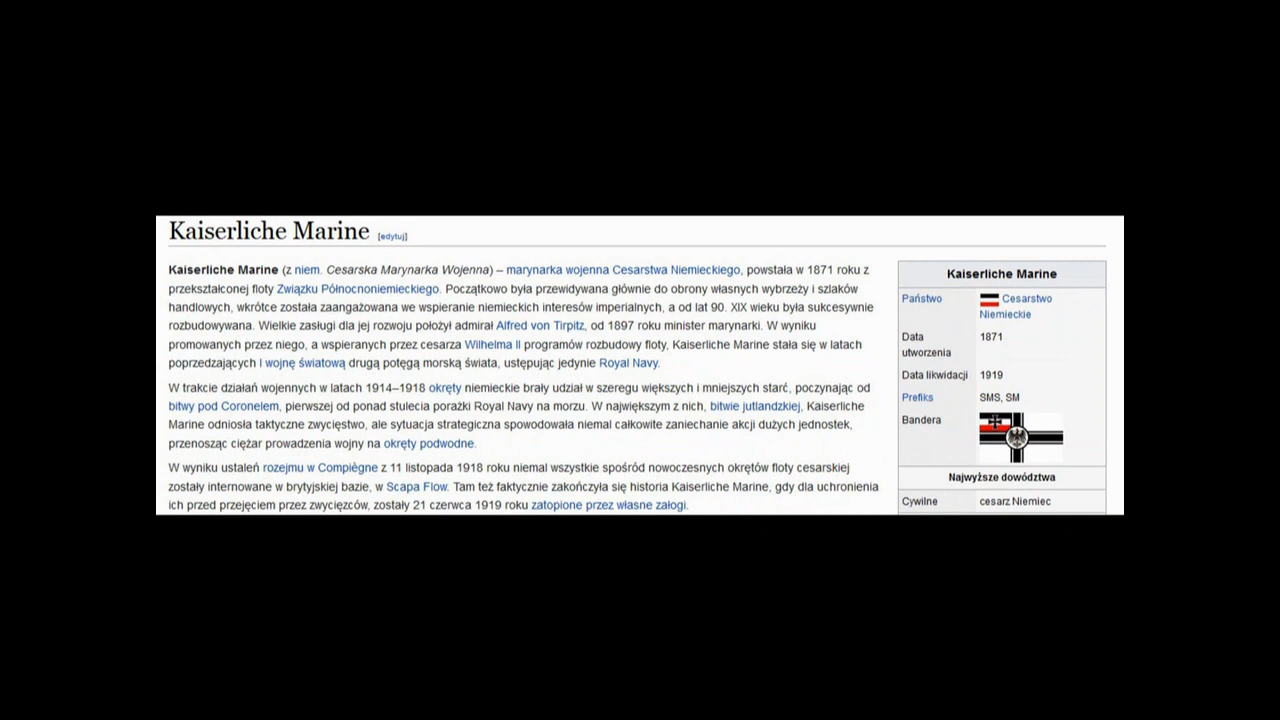 Kaiserliche Marine [edytuj]
Kaiserliche Marine (z niem. Cesarska Marynarka Wojenna) – marynarka wojenna Cesarstwa Niemieckiego, powstała w 1871 roku z
przekształconej floty Związku Północnoniemieckiego. Początkowo była przewidywana głównie do obrony własnych wybrzeży i szlaków
handlowych, wkrótce została zaangażowana we wspieranie niemieckich interesów imperialnych, a od lat 90. XIX wieku była sukcesywnie
rozbudowywana. Wielkie zasługi dla jej rozwoju położył admirał Alfred von Tirpitz, od 1897 roku minister marynarki. W wyniku
promowanych przez niego, a wspieranych przez cesarza Wilhelma II programów rozbudowy floty, Kaiserliche Marine stała się w latach
poprzedzających I wojnę światową drugą potęgą morską świata, ustępując jedynie Royal Navy.
W trakcie działań wojennych w latach 1914–1918 okręty niemieckie brały udział w szeregu większych i mniejszych starć, poczynając od
bitwy pod Coronelem, pierwszej od ponad stulecia porażki Royal Navy na morzu. W największym z nich, bitwie jutlandzkiej, Kaiserliche
Marine odniosła taktyczne zwycięstwo, ale sytuacja strategiczna spowodowała niemal całkowite zaniechanie akcji dużych jednostek,
przenosząc ciężar prowadzenia wojny na okręty podwodne.
W wyniku ustaleń rozejmu w Compiègne z 11 listopada 1918 roku niemal wszystkie spośród nowoczesnych okrętów floty cesarskiej
zostały internowane w brytyjskiej bazie, w Scapa Flow. Tam też faktycznie zakończyła się historia Kaiserliche Marine, gdy dla uchronienia
ich przed przejęciem przez zwycięzców, zostały 21 czerwca 1919 roku zatopione przez własne załogi.
Kaiserliche Marine
Państwo Cesarstwo
Niemieckie
Data 1871
utworzenia
Data likwidacji 1919
Prefiks SMS, SM
Bandera
Najwyższe dowództwa
Cywilne cesarz Niemiec